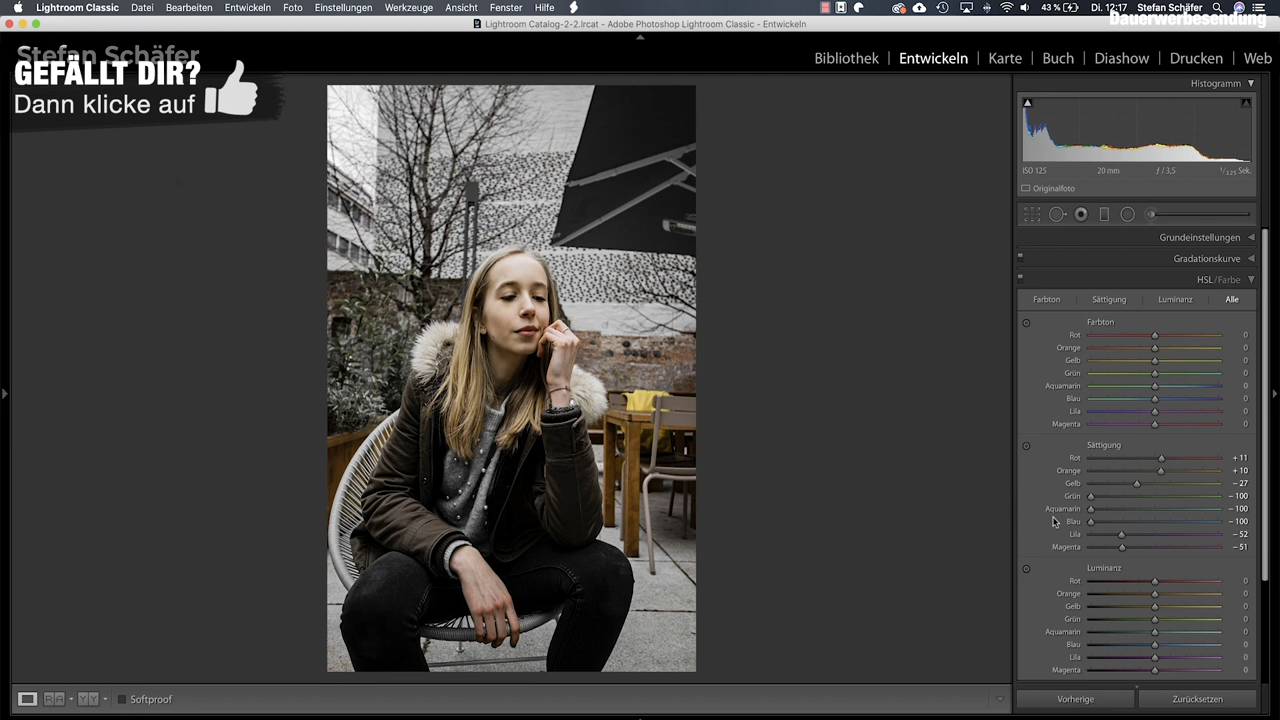 Lightroom Classic Datei Bearbeiten Entwickeln Foto Einstellungen Werkzeuge Ansicht Fenster Hilfe 43 % Di. 12:17 Stefan Schäfer
Dauerwerbesendung
Lightroom Catalog-2-2.lrcat - Adobe Photoshop Lightroom Classic - Entwickeln
Stefan Schäfer
GEFÄLLT DIR?
Dann klicke auf
Bibliothek | Entwickeln | Karte | Buch | Diashow | Drucken | Web
Histogramm
ISO 125 20 mm ƒ / 3,5 1/125 Sek.
Originalfoto
Grundeinstellungen
Gradationskurve
HSL / Farbe
Farbton Sättigung Luminanz Alle
Farbton
Rot 0
Orange 0
Gelb 0
Grün 0
Aquamarin 0
Blau 0
Lila 0
Magenta 0
Sättigung
Rot + 11
Orange + 10
Gelb - 27
Grün - 100
Aquamarin - 100
Blau - 100
Lila - 52
Magenta - 51
Luminanz
Rot 0
Orange 0
Gelb 0
Grün 0
Aquamarin 0
Blau 0
Lila 0
Magenta 0
RA YY Softproof
Vorherige Zurücksetzen